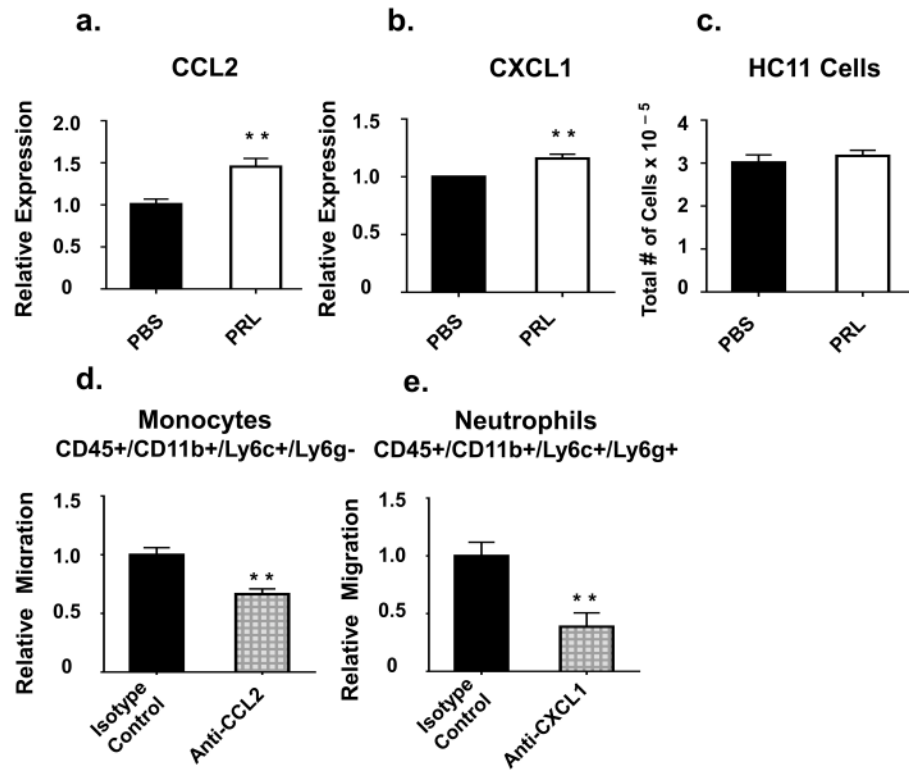 a.
CCL2
Relative Expression
2.0
1.5
1.0
0.5
0
* *
PBS
PRL
b.
CXCL1
Relative Expression
1.5
1.0
0.5
0
* *
PBS
PRL
c.
HC11 Cells
Total # of Cells x 10 – 5
4
3
2
1
0
PBS
PRL
d.
Monocytes
CD45+/CD11b+/Ly6c+/Ly6g-
Relative Migration
1.5
1.0
0.5
0
* *
Isotype
Control
Anti-CCL2
e.
Neutrophils
CD45+/CD11b+/Ly6c+/Ly6g+
Relative Migration
1.5
1.0
0.5
0
* *
Isotype
Control
Anti-CXCL1